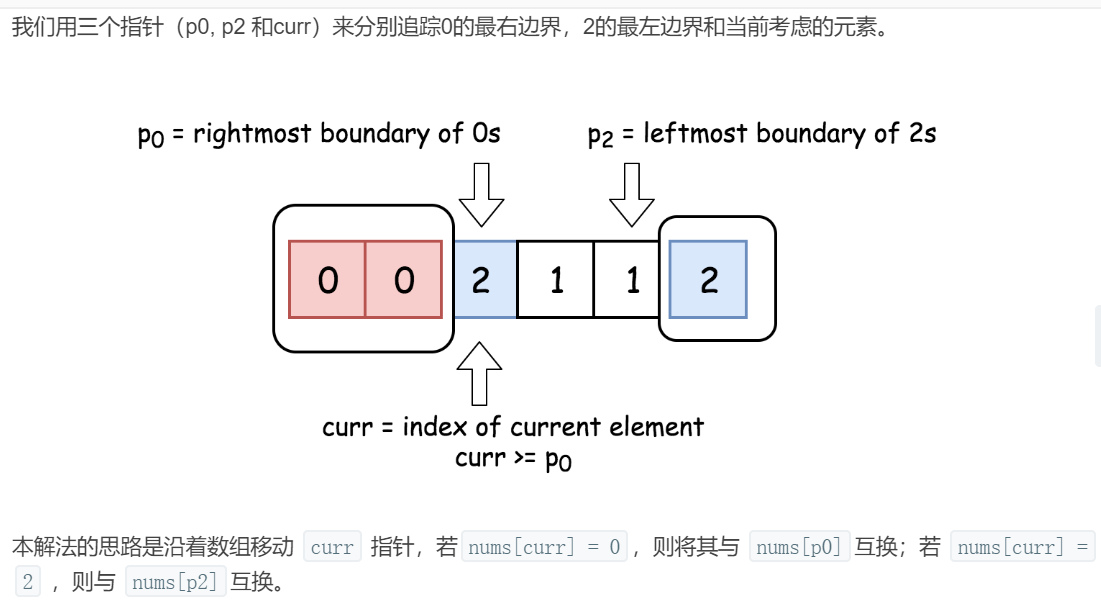 我们用三个指针（p0, p2 和curr）来分别追踪0的最右边界，2的最左边界和当前考虑的元素。
p0 = rightmost boundary of 0s
p2 = leftmost boundary of 2s
0 0 2 1 1 2
curr = index of current element
curr >= p0
本解法的思路是沿着数组移动 curr 指针，若 nums[curr] = 0 ，则将其与 nums[p0] 互换；若 nums[curr] =
2 ，则与 nums[p2] 互换。